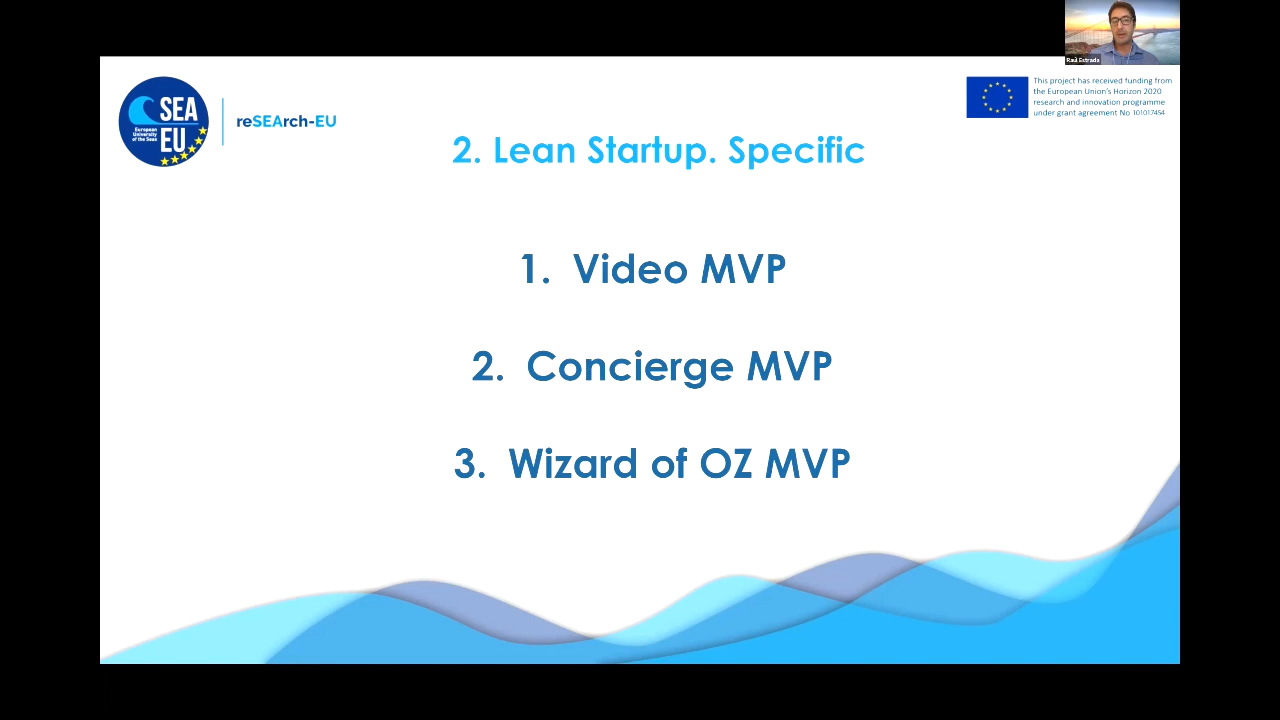 Raúl Estrada
SEA
European
University
of the Seas
EU
reSEArch-EU
This project has received funding from
the European Union's Horizon 2020
research and innovation programme
under grant agreement No 101017454
2. Lean Startup. Specific
1. Video MVP
2. Concierge MVP
3. Wizard of OZ MVP